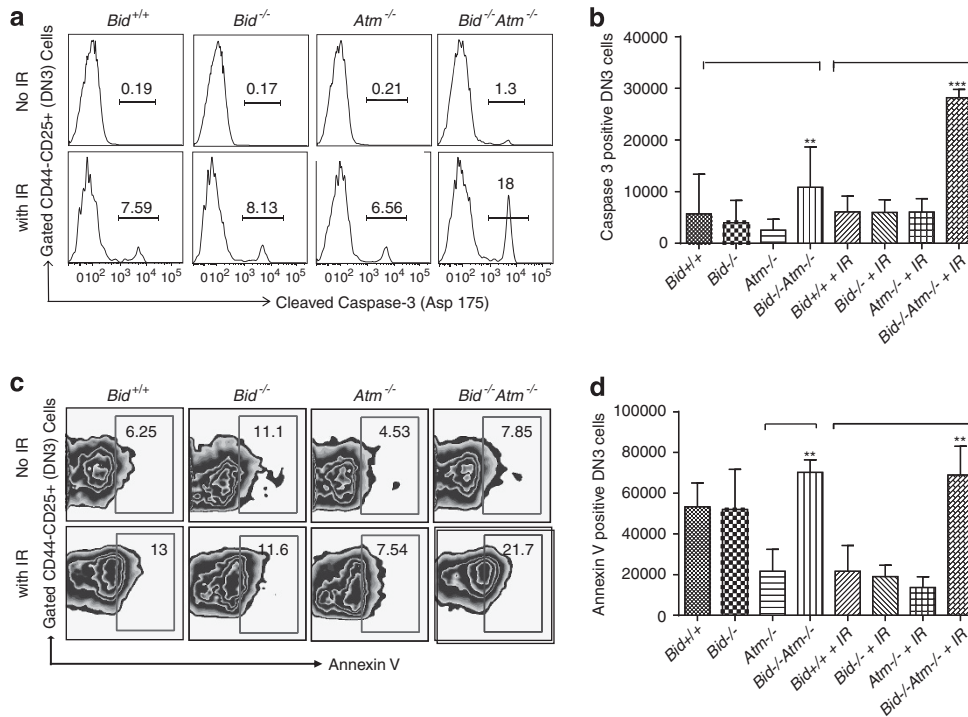 a
Bid+/+ Bid-/- Atm-/- Bid-/-Atm-/-
Gated CD44-CD25+ (DN3) Cells
No IR
0.19 0.17 0.21 1.3
with IR
7.59 8.13 6.56 18
0 10² 10³ 10⁴ 10⁵ 0 10² 10³ 10⁴ 10⁵ 0 10² 10³ 10⁴ 10⁵ 0 10² 10³ 10⁴ 10⁵
Cleaved Caspase-3 (Asp 175)
b
Caspase 3 positive DN3 cells
40000
30000
20000
10000
0
**
***
Bid+/+
Bid-/-
Atm-/-
Bid-/-Atm-/-
Bid+/+ + IR
Bid-/- + IR
Atm-/- + IR
Bid-/-Atm-/- + IR
c
Bid+/+ Bid-/- Atm-/- Bid-/-Atm-/-
Gated CD44-CD25+ (DN3) Cells
No IR
6.25 11.1 4.53 7.85
with IR
13 11.6 7.54 21.7
Annexin V
d
Annexin V positive DN3 cells
100000
80000
60000
40000
20000
0
**
**
Bid+/+
Bid-/-
Atm-/-
Bid-/-Atm-/-
Bid+/+ + IR
Bid-/- + IR
Atm-/- + IR
Bid-/-Atm-/- + IR